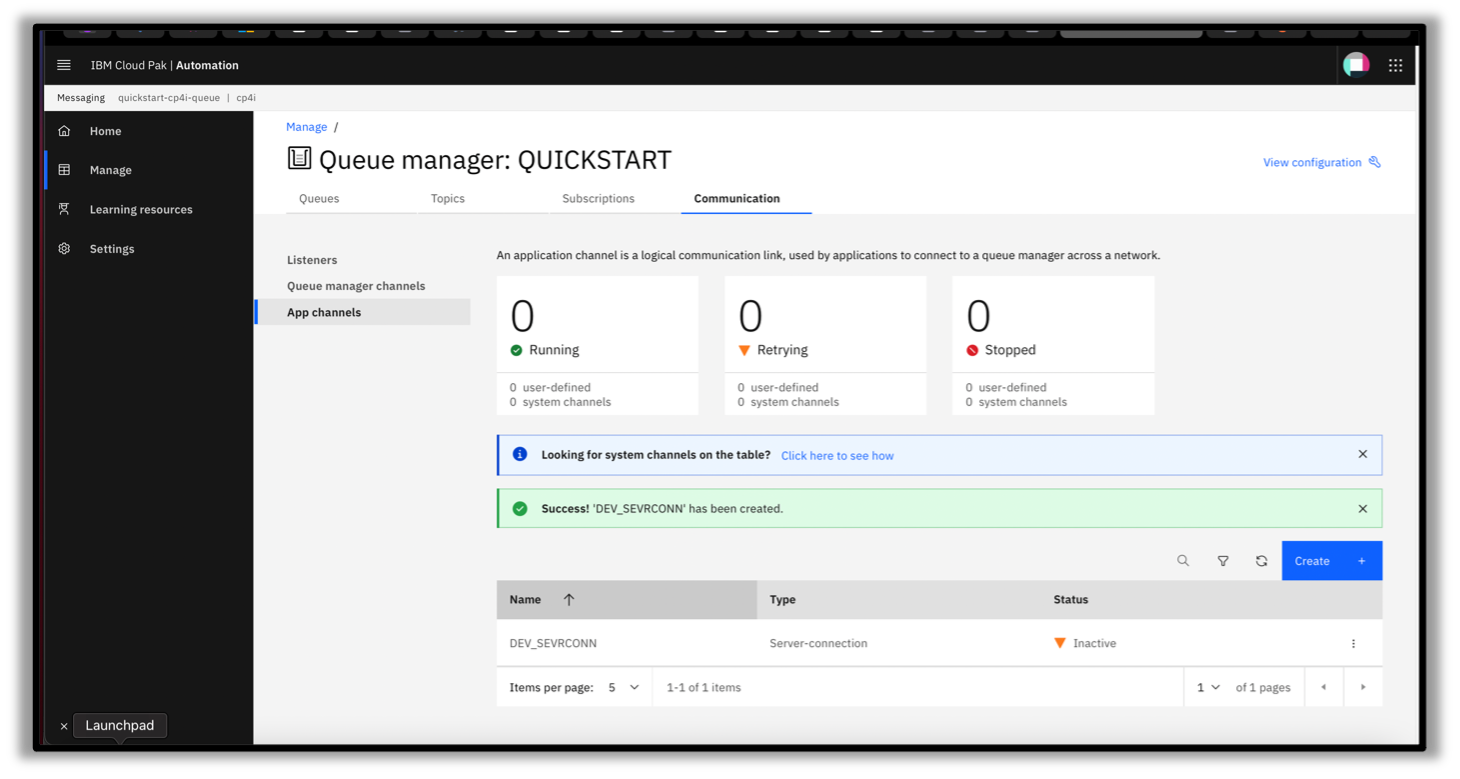 IBM Cloud Pak | Automation
Messaging quickstart-cp4i-queue | cp4i
Home
Manage
Learning resources
Settings
Manage /
Queue manager: QUICKSTART
View configuration
Queues Topics Subscriptions Communication
Listeners
Queue manager channels
App channels
An application channel is a logical communication link, used by applications to connect to a queue manager across a network.
0 0 0
Running Retrying Stopped
0 user-defined 0 user-defined 0 user-defined
0 system channels 0 system channels 0 system channels
Looking for system channels on the table? Click here to see how
Success! 'DEV_SEVRCONN' has been created.
Create +
Name Type Status
DEV_SEVRCONN Server-connection Inactive
Items per page: 5 1-1 of 1 items 1 of 1 pages
Launchpad